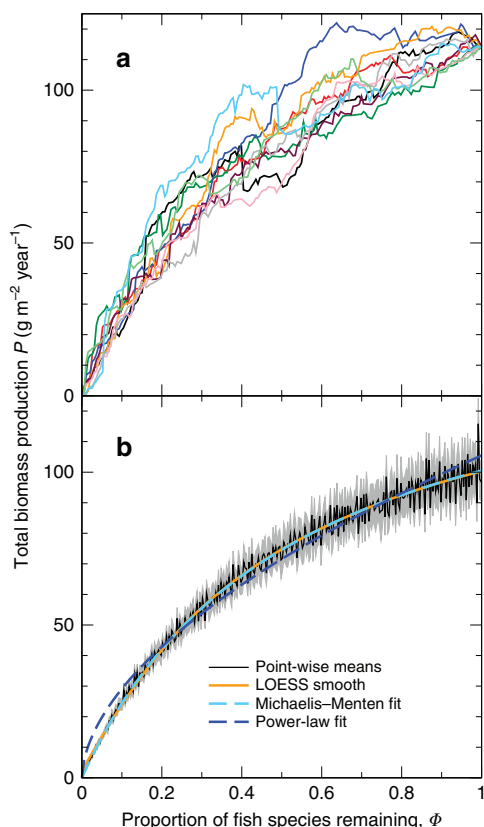 a
100
50
0
Total biomass production P (g m⁻² year⁻¹)
b
100
50
0
Point-wise means
LOESS smooth
Michaelis–Menten fit
Power-law fit
0 0.2 0.4 0.6 0.8 1
Proportion of fish species remaining, Φ